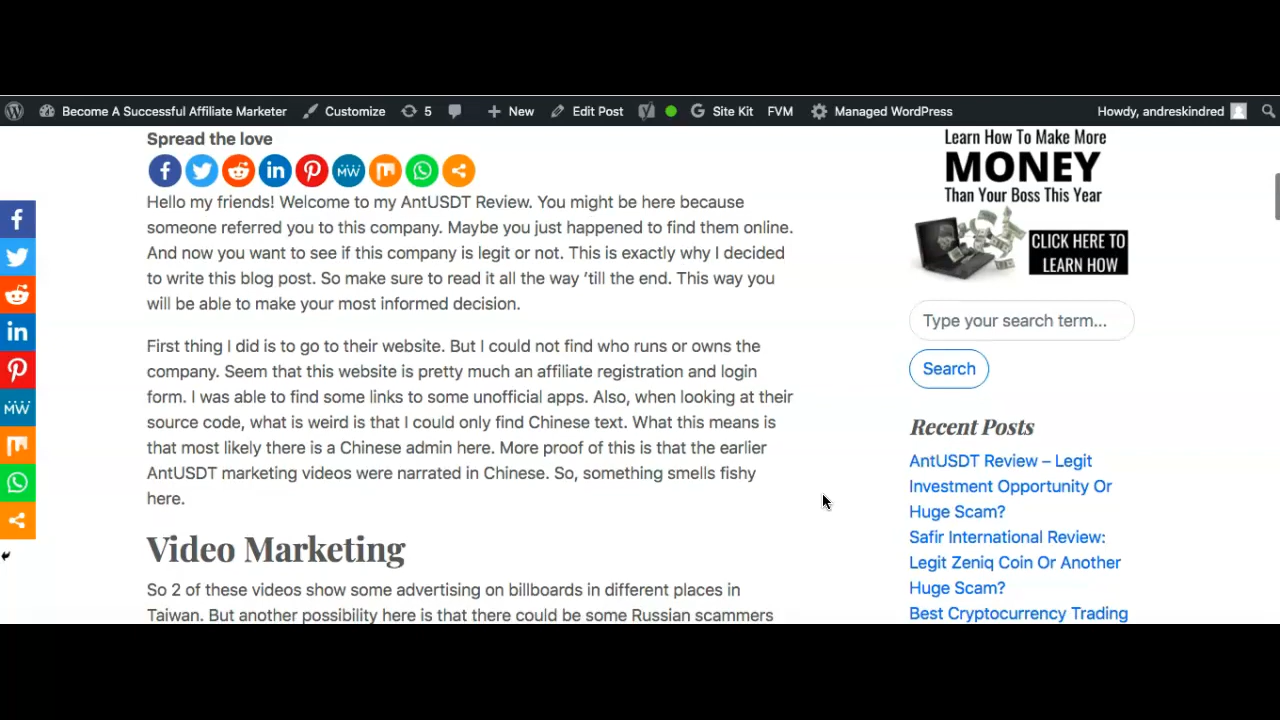 Become A Successful Affiliate Marketer Customize 5 New Edit Post Site Kit FVM Managed WordPress Howdy, andreskindred
Spread the love
Hello my friends! Welcome to my AntUSDT Review. You might be here because
someone referred you to this company. Maybe you just happened to find them online.
And now you want to see if this company is legit or not. This is exactly why I decided
to write this blog post. So make sure to read it all the way ’till the end. This way you
will be able to make your most informed decision.
First thing I did is to go to their website. But I could not find who runs or owns the
company. Seem that this website is pretty much an affiliate registration and login
form. I was able to find some links to some unofficial apps. Also, when looking at their
source code, what is weird is that I could only find Chinese text. What this means is
that most likely there is a Chinese admin here. More proof of this is that the earlier
AntUSDT marketing videos were narrated in Chinese. So, something smells fishy
here.
Video Marketing
So 2 of these videos show some advertising on billboards in different places in
Taiwan. But another possibility here is that there could be some Russian scammers
Learn How To Make More
MONEY
Than Your Boss This Year
CLICK HERE TO
LEARN HOW
Type your search term...
Search
Recent Posts
AntUSDT Review – Legit
Investment Opportunity Or
Huge Scam?
Safir International Review:
Legit Zeniq Coin Or Another
Huge Scam?
Best Cryptocurrency Trading